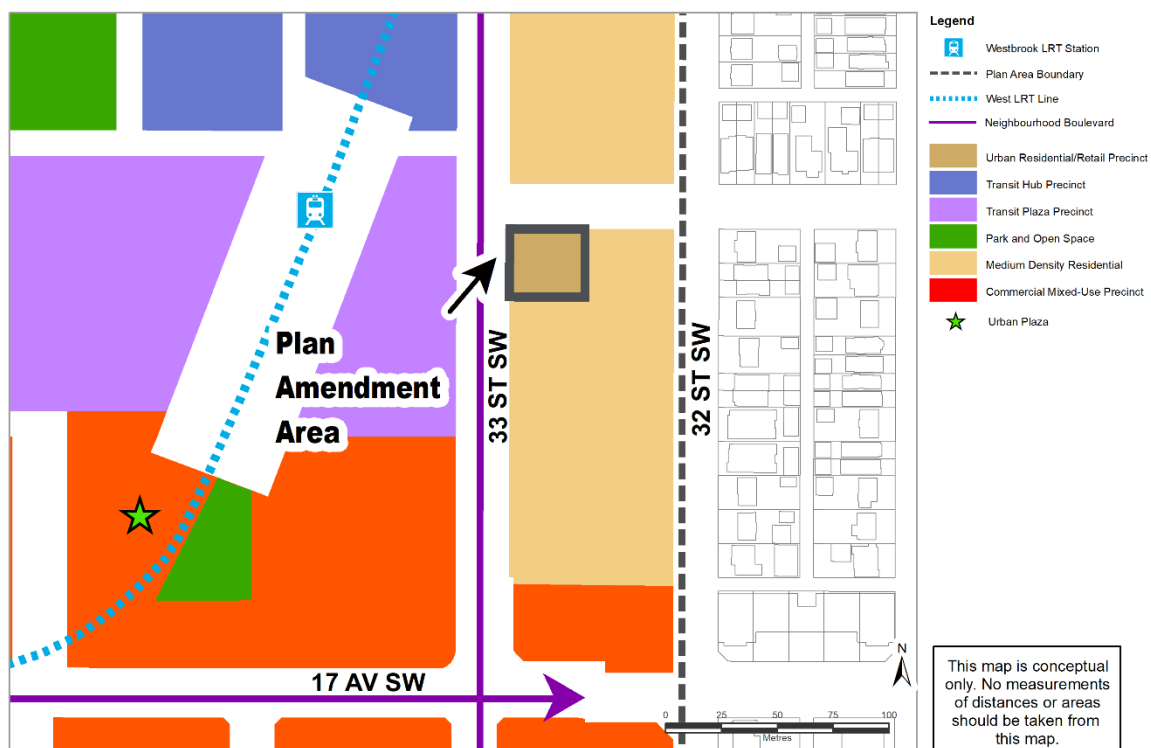 Plan
Amendment
Area
33 ST SW
32 ST SW
17 AV SW
N
0 25 50 75 100
Metres
Legend
Westbrook LRT Station
Plan Area Boundary
West LRT Line
Neighbourhood Boulevard
Urban Residential/Retail Precinct
Transit Hub Precinct
Transit Plaza Precinct
Park and Open Space
Medium Density Residential
Commercial Mixed-Use Precinct
Urban Plaza
This map is conceptual
only. No measurements
of distances or areas
should be taken from
this map.